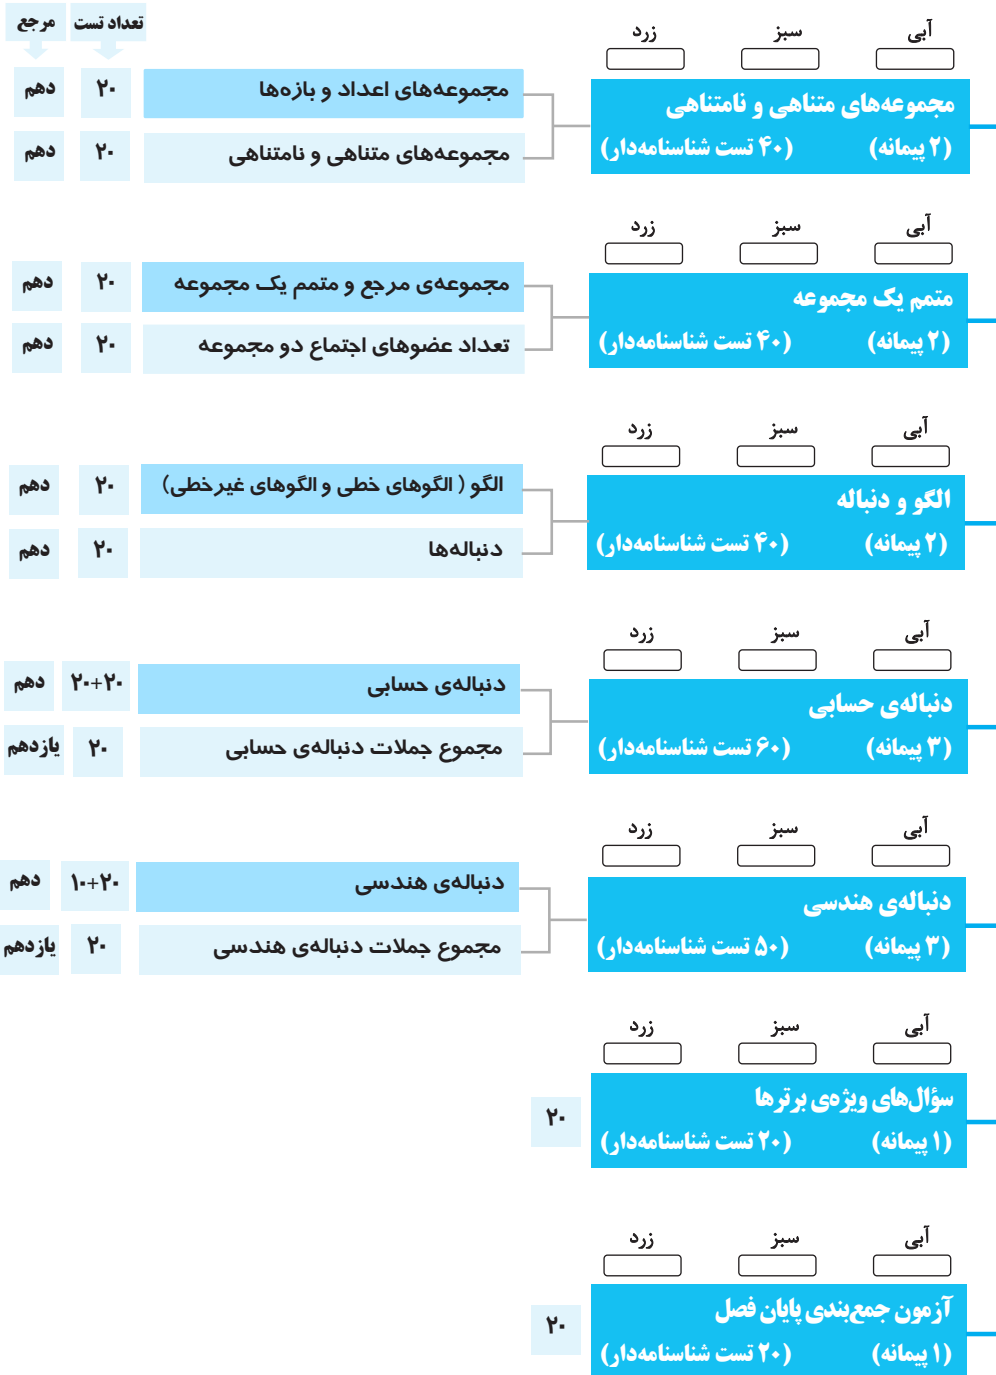 تعداد تست مرجع
آبی سبز زرد
مجموعه‌های متناهی و نامتناهی
(۲ پیمانه) (۴۰ تست شناسنامه‌دار)
مجموعه‌های اعداد و بازه‌ها ۲۰ دهم
مجموعه‌های متناهی و نامتناهی ۲۰ دهم
آبی سبز زرد
متمم یک مجموعه
(۲ پیمانه) (۴۰ تست شناسنامه‌دار)
مجموعه‌ی مرجع و متمم یک مجموعه ۲۰ دهم
تعداد عضوهای اجتماع دو مجموعه ۲۰ دهم
آبی سبز زرد
الگو و دنباله
(۲ پیمانه) (۴۰ تست شناسنامه‌دار)
الگو ( الگوهای خطی و الگوهای غیرخطی) ۲۰ دهم
دنباله‌ها ۲۰ دهم
آبی سبز زرد
دنباله‌ی حسابی
(۳ پیمانه) (۶۰ تست شناسنامه‌دار)
دنباله‌ی حسابی ۲۰+۲۰ دهم
مجموع جملات دنباله‌ی حسابی ۲۰ یازدهم
آبی سبز زرد
دنباله‌ی هندسی
(۳ پیمانه) (۵۰ تست شناسنامه‌دار)
دنباله‌ی هندسی ۱۰+۲۰ دهم
مجموع جملات دنباله‌ی هندسی ۲۰ یازدهم
آبی سبز زرد
سؤال‌های ویژه‌ی برترها
(۱ پیمانه) (۲۰ تست شناسنامه‌دار)
۲۰
آبی سبز زرد
آزمون جمع‌بندی پایان فصل
(۱ پیمانه) (۲۰ تست شناسنامه‌دار)
۲۰